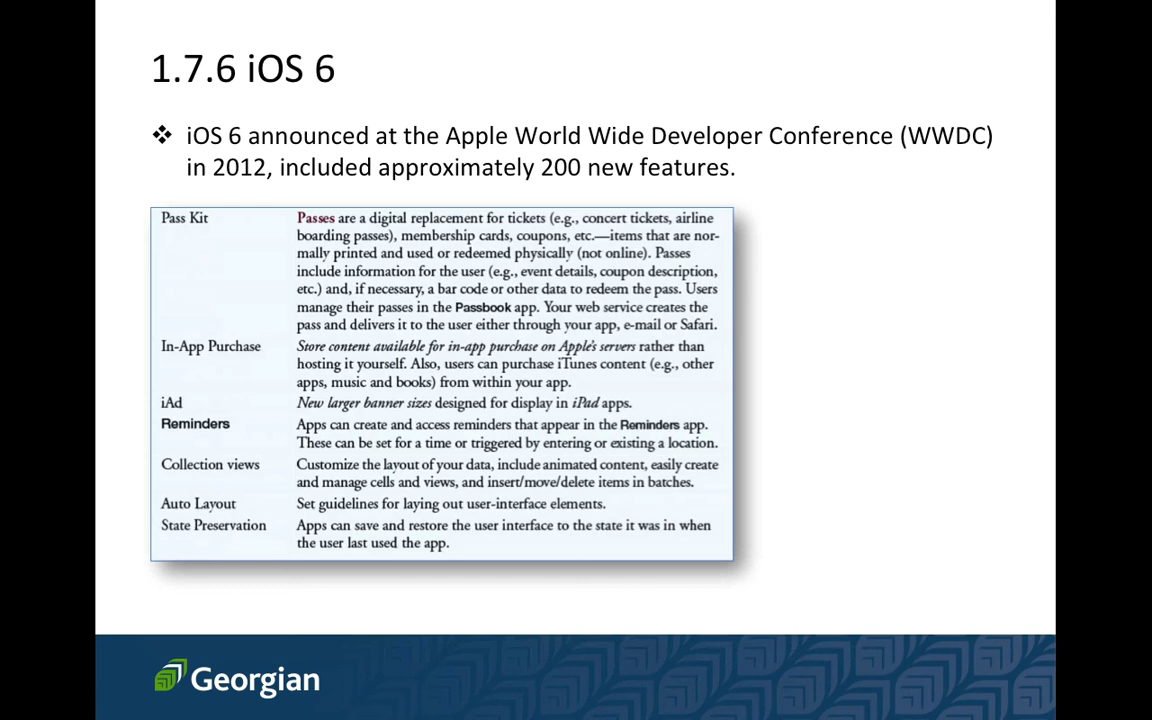 1.7.6 iOS 6
❖ iOS 6 announced at the Apple World Wide Developer Conference (WWDC)
in 2012, included approximately 200 new features.
Pass Kit Passes are a digital replacement for tickets (e.g., concert tickets, airline
boarding passes), membership cards, coupons, etc.—items that are nor-
mally printed and used or redeemed physically (not online). Passes
include information for the user (e.g., event details, coupon description,
etc.) and, if necessary, a bar code or other data to redeem the pass. Users
manage their passes in the Passbook app. Your web service creates the
pass and delivers it to the user either through your app, e-mail or Safari.
In-App Purchase Store content available for in-app purchase on Apple's servers rather than
hosting it yourself. Also, users can purchase iTunes content (e.g., other
apps, music and books) from within your app.
iAd New larger banner sizes designed for display in iPad apps.
Reminders Apps can create and access reminders that appear in the Reminders app.
These can be set for a time or triggered by entering or existing a location.
Collection views Customize the layout of your data, include animated content, easily create
and manage cells and views, and insert/move/delete items in batches.
Auto Layout Set guidelines for laying out user-interface elements.
State Preservation Apps can save and restore the user interface to the state it was in when
the user last used the app.
Georgian